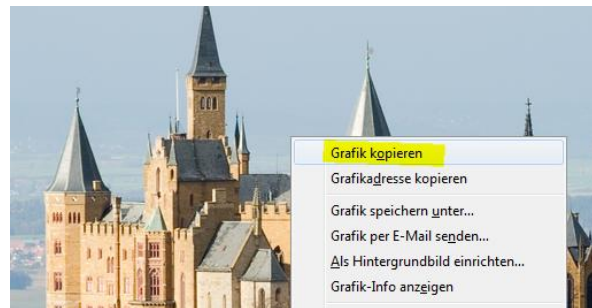 Grafik kopieren
Grafikadresse kopieren
Grafik speichern unter...
Grafik per E-Mail senden...
Als Hintergrundbild einrichten...
Grafik-Info anzeigen